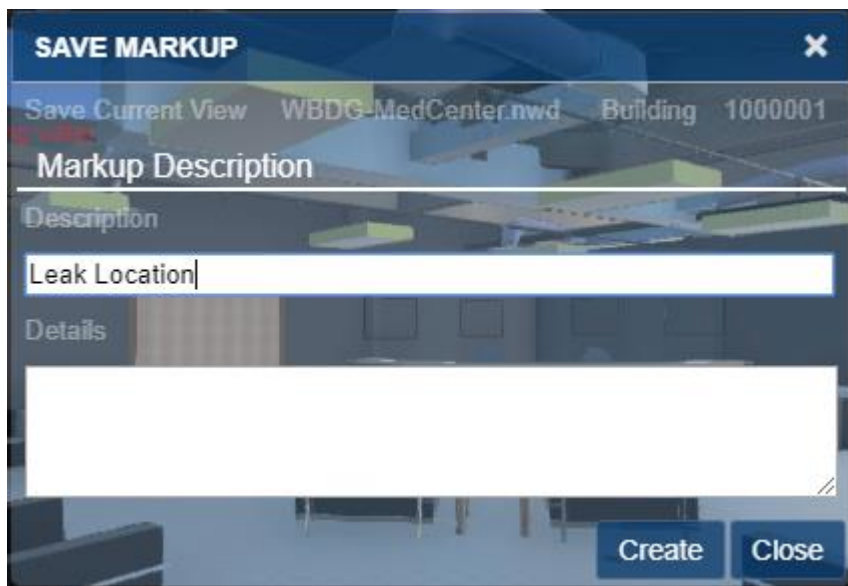 SAVE MARKUP ×
Save Current View WBDG-MedCenter.nwd Building 1000001
Markup Description
Description
Leak Location
Details
Create Close